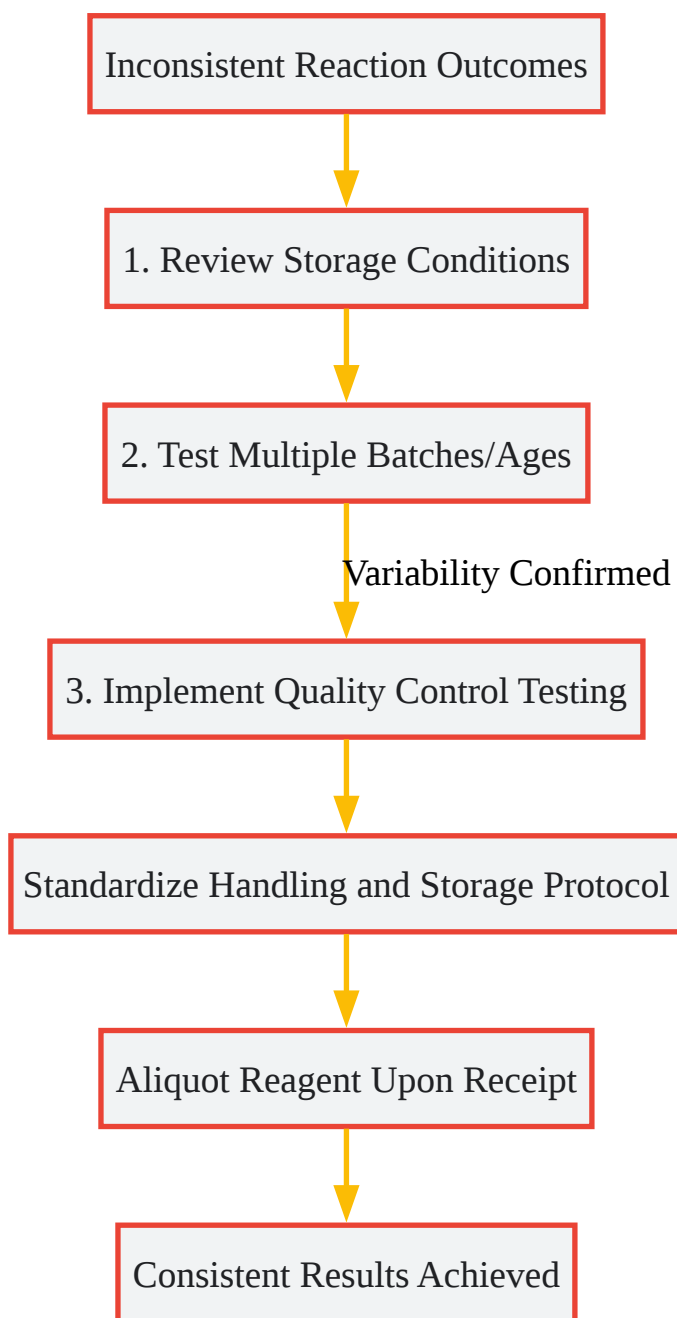 Inconsistent Reaction Outcomes
1. Review Storage Conditions
2. Test Multiple Batches/Ages
Variability Confirmed
3. Implement Quality Control Testing
Standardize Handling and Storage Protocol
Aliquot Reagent Upon Receipt
Consistent Results Achieved